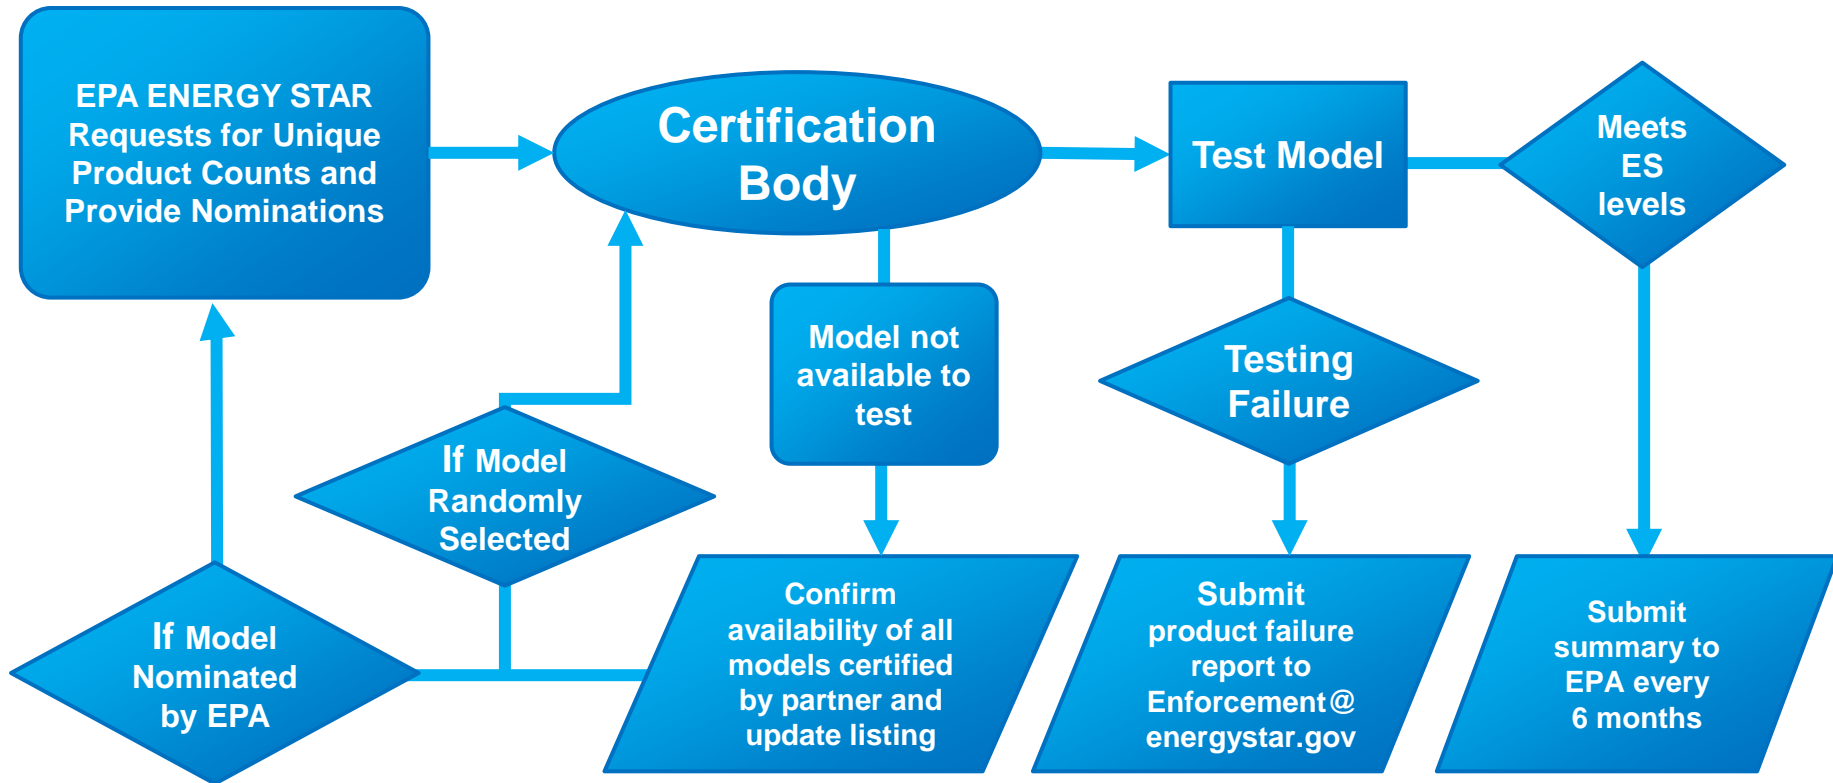 EPA ENERGY STAR
Requests for Unique
Product Counts and
Provide Nominations
Certification
Body
Test Model
Meets
ES
levels
Model not
available to
test
Testing
Failure
If Model
Randomly
Selected
If Model
Nominated
by EPA
Confirm
availability of all
models certified
by partner and
update listing
Submit
product failure
report to
Enforcement@
energystar.gov
Submit
summary to
EPA every
6 months